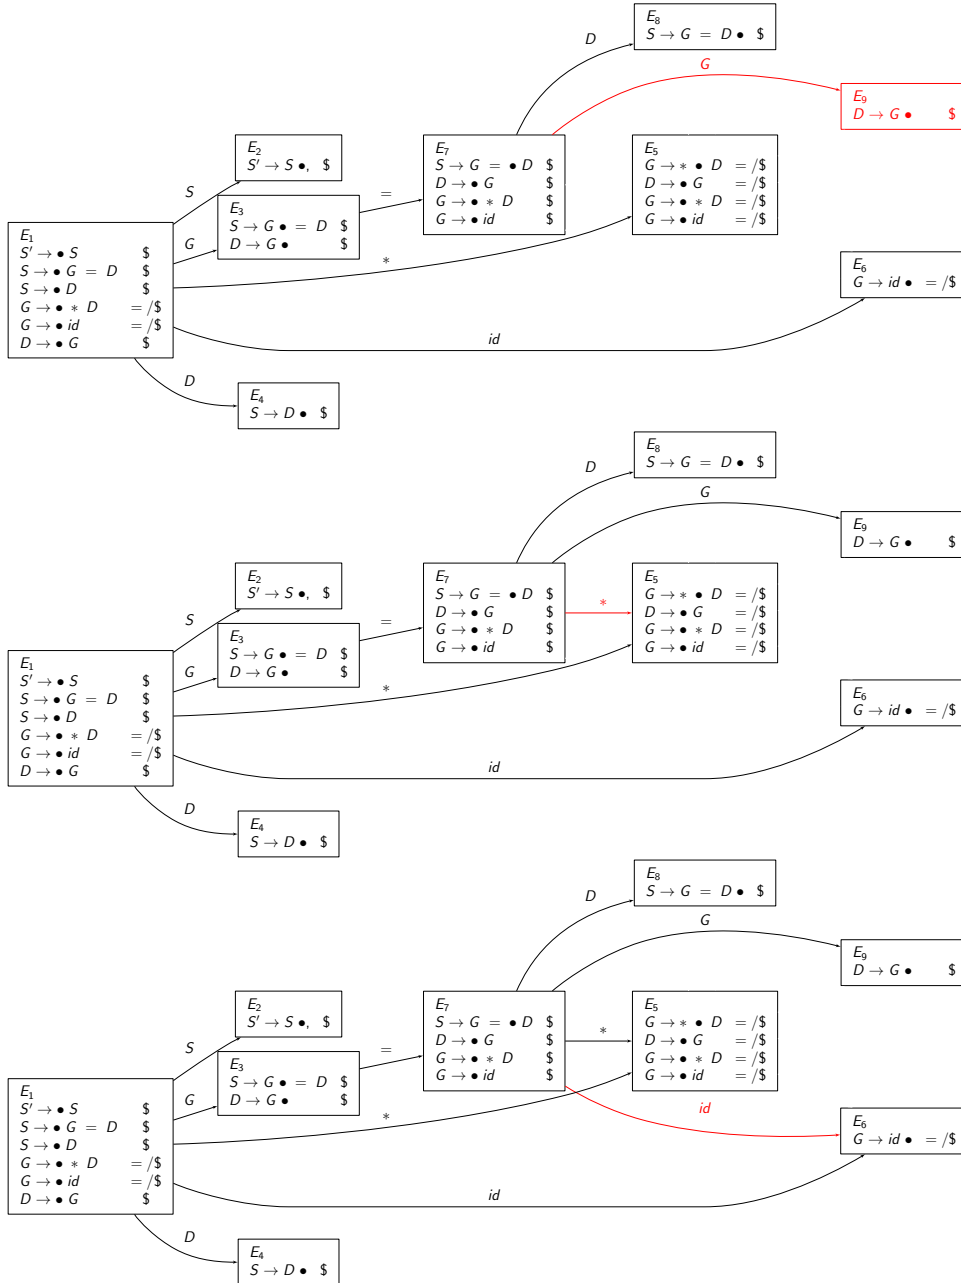 E₈
S → G = D • $
D
G
E₉
D → G • $
E₂
S′ → S •, $
E₇
S → G = • D $
D → • G $
G → • * D $
G → • id $
E₅
G → * • D = /$
D → • G = /$
G → • * D = /$
G → • id = /$
S
=
E₃
S → G • = D $
D → G • $
E₁
S′ → • S $
S → • G = D $
S → • D $
G → • * D = /$
G → • id = /$
D → • G $
G
*
E₆
G → id • = /$
id
D
E₄
S → D • $
E₈
S → G = D • $
D
G
E₉
D → G • $
E₂
S′ → S •, $
E₇
S → G = • D $
D → • G $
G → • * D $
G → • id $
*
E₅
G → * • D = /$
D → • G = /$
G → • * D = /$
G → • id = /$
S
=
E₃
S → G • = D $
D → G • $
E₁
S′ → • S $
S → • G = D $
S → • D $
G → • * D = /$
G → • id = /$
D → • G $
G
*
E₆
G → id • = /$
id
D
E₄
S → D • $
E₈
S → G = D • $
D
G
E₉
D → G • $
E₂
S′ → S •, $
E₇
S → G = • D $
D → • G $
G → • * D $
G → • id $
*
E₅
G → * • D = /$
D → • G = /$
G → • * D = /$
G → • id = /$
S
=
E₃
S → G • = D $
D → G • $
E₁
S′ → • S $
S → • G = D $
S → • D $
G → • * D = /$
G → • id = /$
D → • G $
G
*
id
E₆
G → id • = /$
id
D
E₄
S → D • $